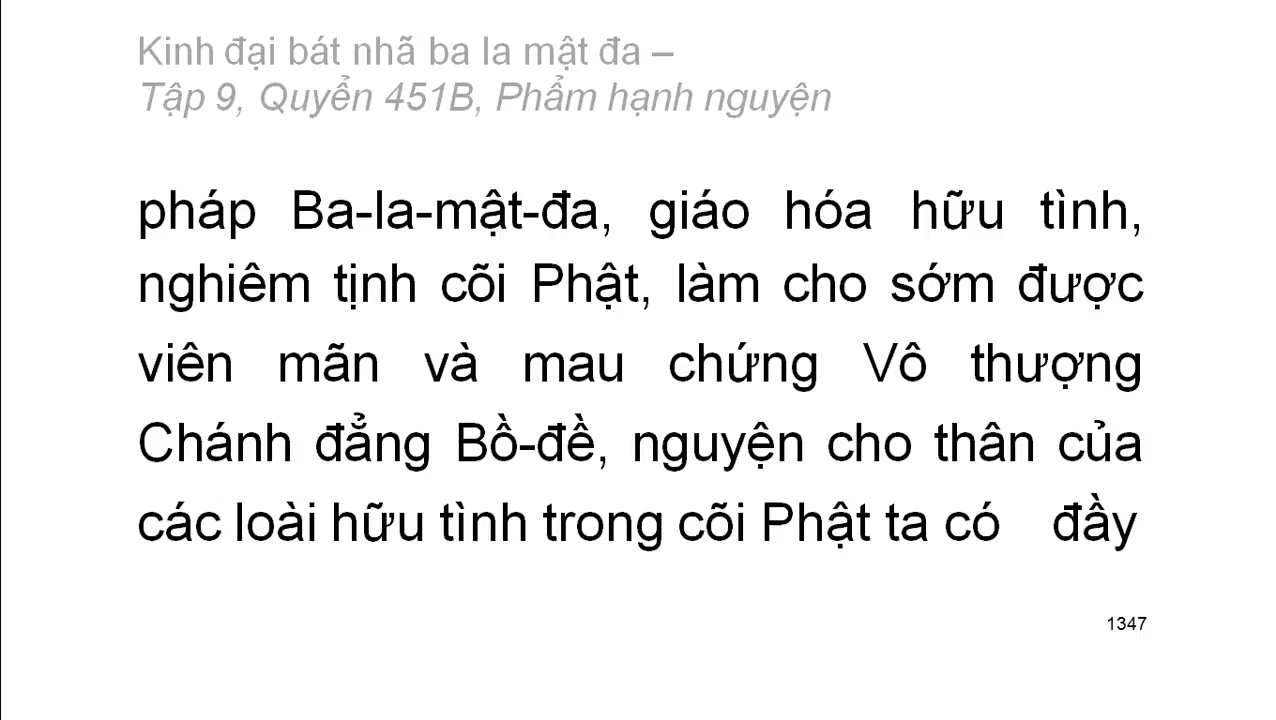 Kinh đại bát nhã ba la mật đa –
Tập 9, Quyển 451B, Phẩm hạnh nguyện
pháp Ba-la-mật-đa, giáo hóa hữu tình,
nghiêm tịnh cõi Phật, làm cho sớm được
viên mãn và mau chứng Vô thượng
Chánh đẳng Bồ-đề, nguyện cho thân của
các loài hữu tình trong cõi Phật ta có đầy
1347